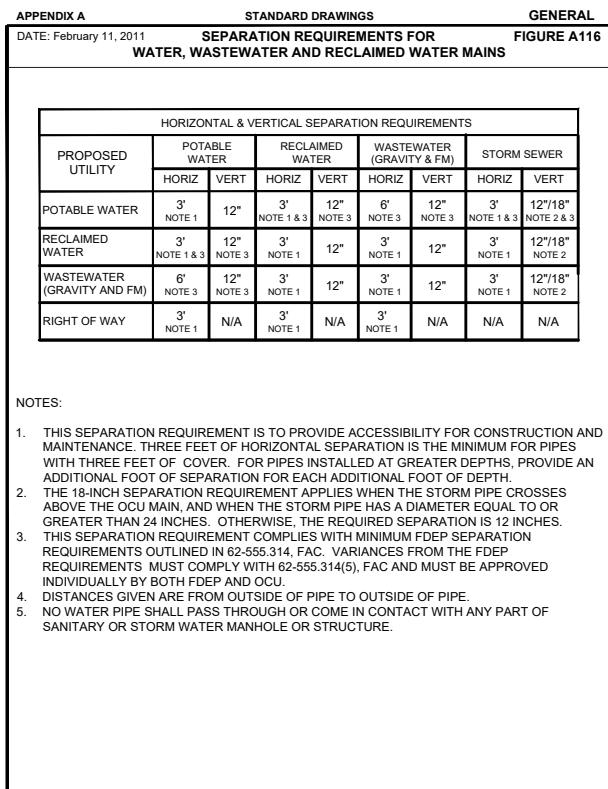 APPENDIX A STANDARD DRAWINGS GENERAL
DATE: February 11, 2011 SEPARATION REQUIREMENTS FOR FIGURE A116
WATER, WASTEWATER AND RECLAIMED WATER MAINS
HORIZONTAL & VERTICAL SEPARATION REQUIREMENTS
PROPOSED UTILITY POTABLE WATER RECLAIMED WATER WASTEWATER (GRAVITY & FM) STORM SEWER
HORIZ VERT HORIZ VERT HORIZ VERT HORIZ VERT
POTABLE WATER 3' NOTE 1 12" 3' NOTE 1 & 3 12" NOTE 3 6' NOTE 3 12" NOTE 3 3' NOTE 1 & 3 12"/18" NOTE 2 & 3
RECLAIMED WATER 3' NOTE 1 & 3 12" NOTE 3 3' NOTE 1 12" 3' NOTE 1 12" 3' NOTE 1 12"/18" NOTE 2
WASTEWATER (GRAVITY AND FM) 6' NOTE 3 12" NOTE 3 3' NOTE 1 12" 3' NOTE 1 12" 3' NOTE 1 12"/18" NOTE 2
RIGHT OF WAY 3' NOTE 1 N/A 3' NOTE 1 N/A 3' NOTE 1 N/A N/A N/A
NOTES:
1. THIS SEPARATION REQUIREMENT IS TO PROVIDE ACCESSIBILITY FOR CONSTRUCTION AND
MAINTENANCE. THREE FEET OF HORIZONTAL SEPARATION IS THE MINIMUM FOR PIPES
WITH THREE FEET OF COVER. FOR PIPES INSTALLED AT GREATER DEPTHS, PROVIDE AN
ADDITIONAL FOOT OF SEPARATION FOR EACH ADDITIONAL FOOT OF DEPTH.
2. THE 18-INCH SEPARATION REQUIREMENT APPLIES WHEN THE STORM PIPE CROSSES
ABOVE THE OCU MAIN, AND WHEN THE STORM PIPE HAS A DIAMETER EQUAL TO OR
GREATER THAN 24 INCHES. OTHERWISE, THE REQUIRED SEPARATION IS 12 INCHES.
3. THIS SEPARATION REQUIREMENT COMPLIES WITH MINIMUM FDEP SEPARATION
REQUIREMENTS OUTLINED IN 62-555.314, FAC. VARIANCES FROM THE FDEP
REQUIREMENTS MUST COMPLY WITH 62-555.314(5), FAC AND MUST BE APPROVED
INDIVIDUALLY BY BOTH FDEP AND OCU.
4. DISTANCES GIVEN ARE FROM OUTSIDE OF PIPE TO OUTSIDE OF PIPE.
5. NO WATER PIPE SHALL PASS THROUGH OR COME IN CONTACT WITH ANY PART OF
SANITARY OR STORM WATER MANHOLE OR STRUCTURE.